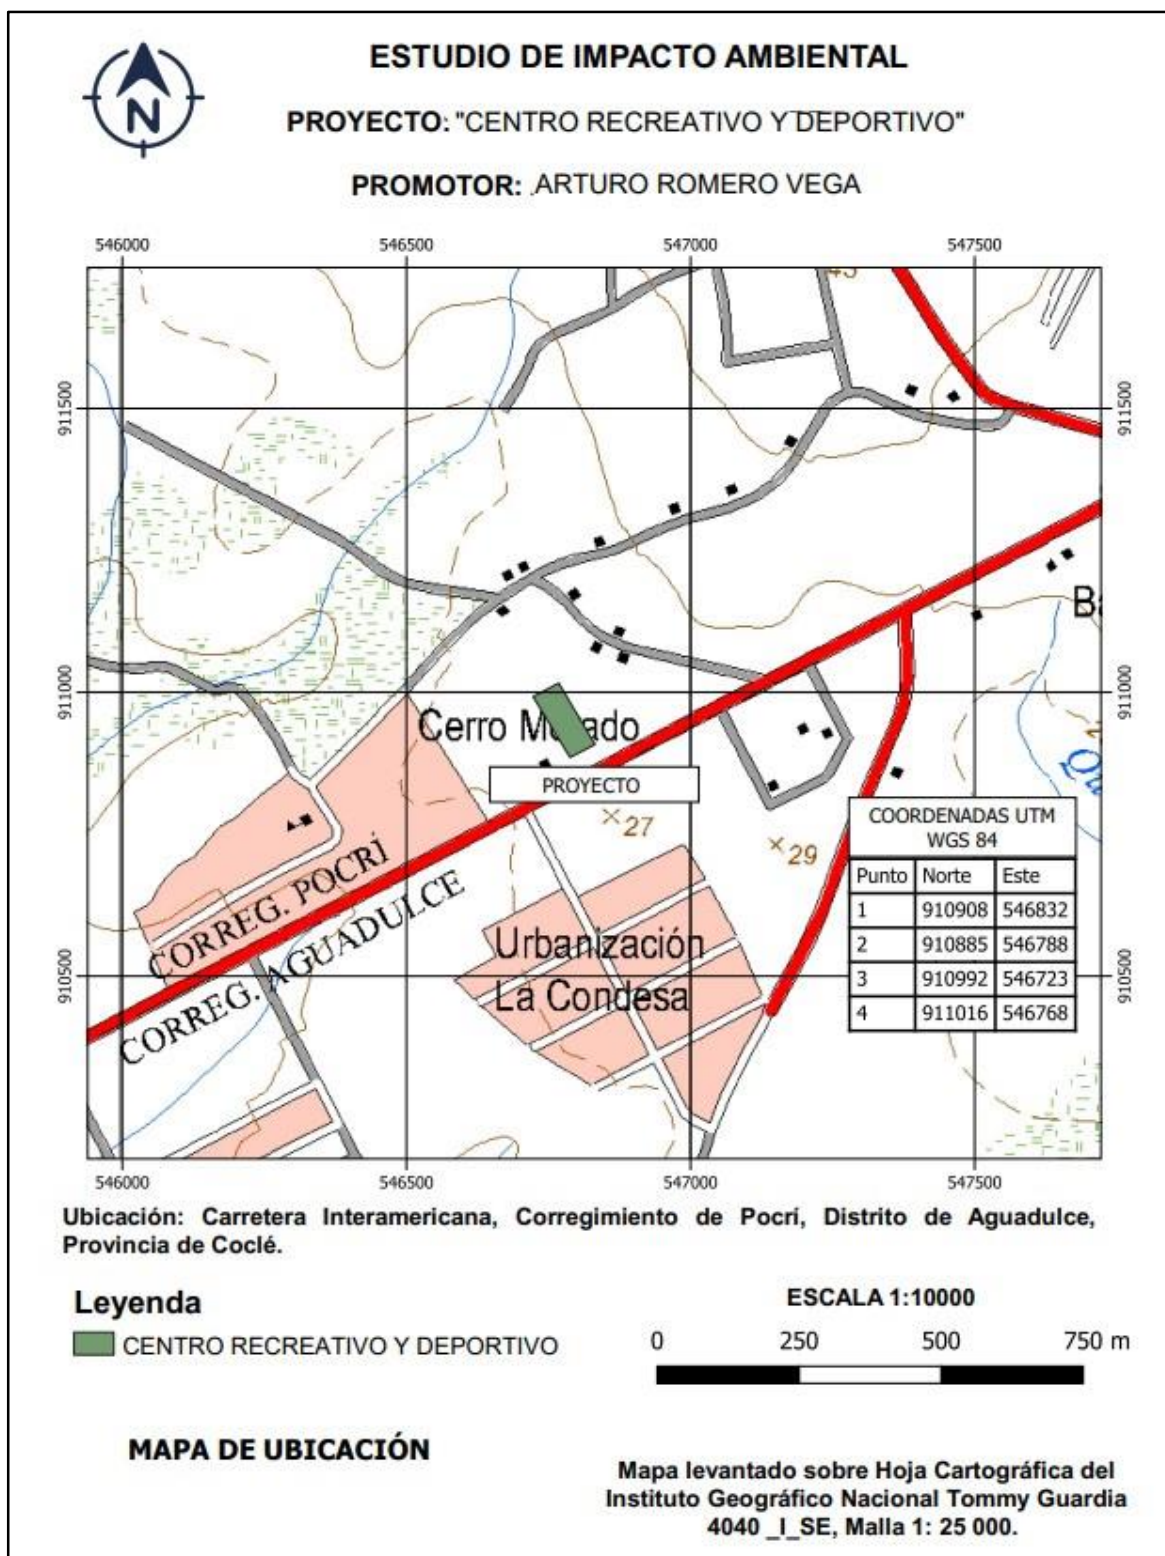 N
ESTUDIO DE IMPACTO AMBIENTAL
PROYECTO: "CENTRO RECREATIVO Y DEPORTIVO"
PROMOTOR: .ARTURO ROMERO VEGA
546000 546500 547000 547500
911500 911500
911000 911000
910500 910500
Cerro
PROYECTO
27
29
CORREG. POCRÍ
CORREG. AGUADULCE
Urbanización
La Condesa
COORDENADAS UTM
WGS 84
Punto Norte Este
1 910908 546832
2 910885 546788
3 910992 546723
4 911016 546768
546000 546500 547000 547500
Ubicación: Carretera Interamericana, Corregimiento de Pocrí, Distrito de Aguadulce,
Provincia de Coclé.
Leyenda
CENTRO RECREATIVO Y DEPORTIVO
ESCALA 1:10000
0 250 500 750 m
MAPA DE UBICACIÓN
Mapa levantado sobre Hoja Cartográfica del
Instituto Geográfico Nacional Tommy Guardia
4040 _I_SE, Malla 1: 25 000.